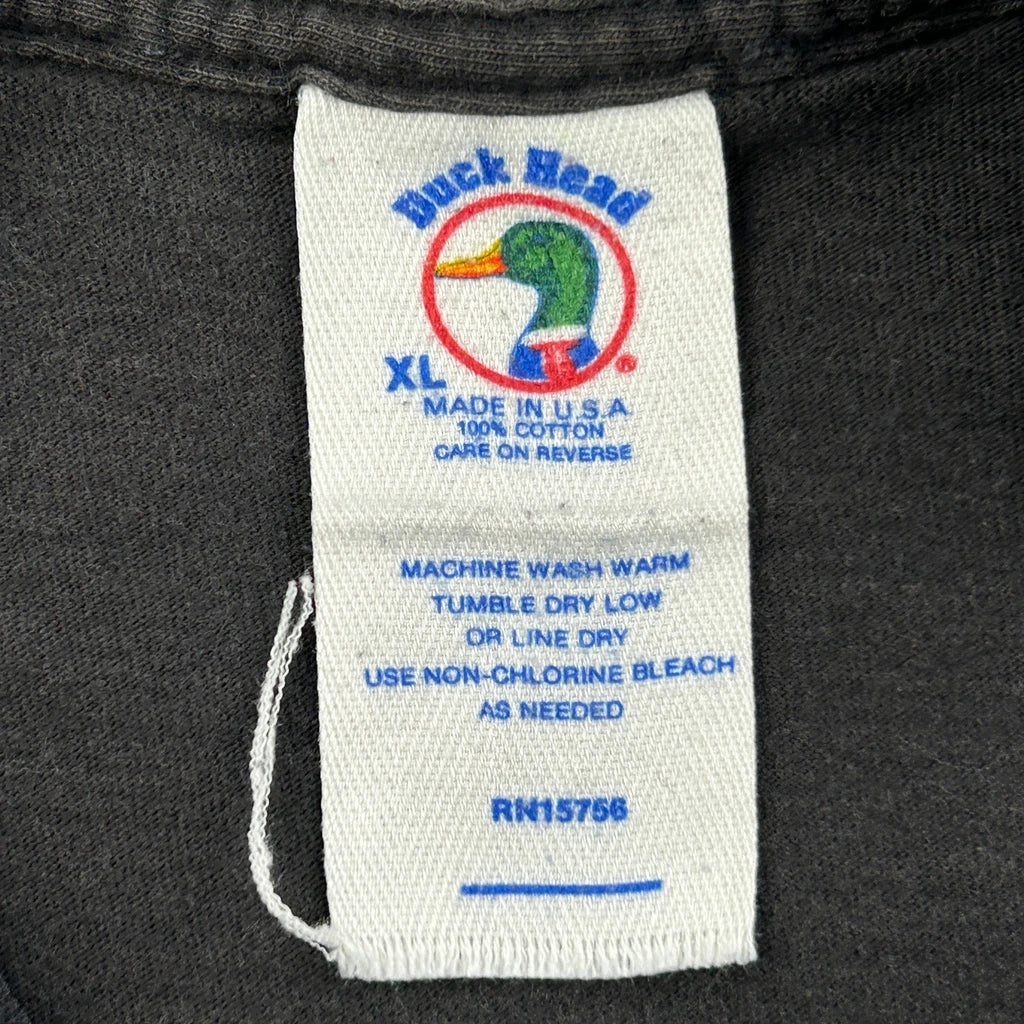 Duck Head
XL
®
MADE IN U.S.A.
100% COTTON
CARE ON REVERSE
MACHINE WASH WARM
TUMBLE DRY LOW
OR LINE DRY
USE NON-CHLORINE BLEACH
AS NEEDED
RN15756